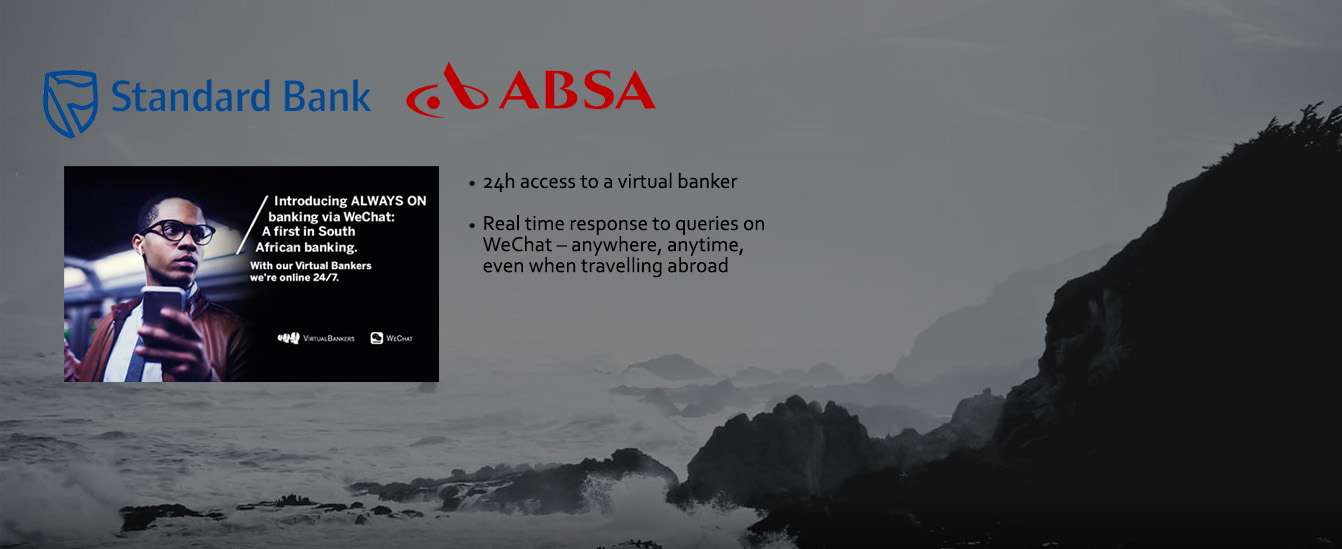 Standard Bank
ABSA
Introducing ALWAYS ON
banking via WeChat:
A first in South
African banking.
With our Virtual Bankers
we're online 24/7.
VIRTUALBANKERS
WECHAT
• 24h access to a virtual banker
• Real time response to queries on
WeChat – anywhere, anytime,
even when travelling abroad